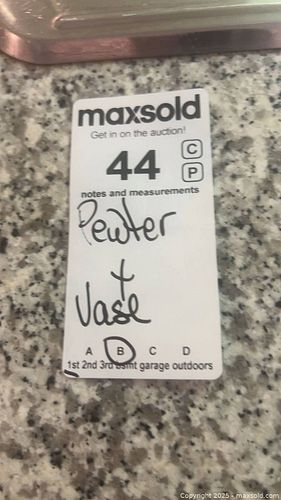 maxsold
Get in on the auction!
44 C
P
notes and measurements
Pewter
+
Vase
A B C D
1st 2nd 3rd bsmt garage outdoors
Copyright 2025 - maxsold.com